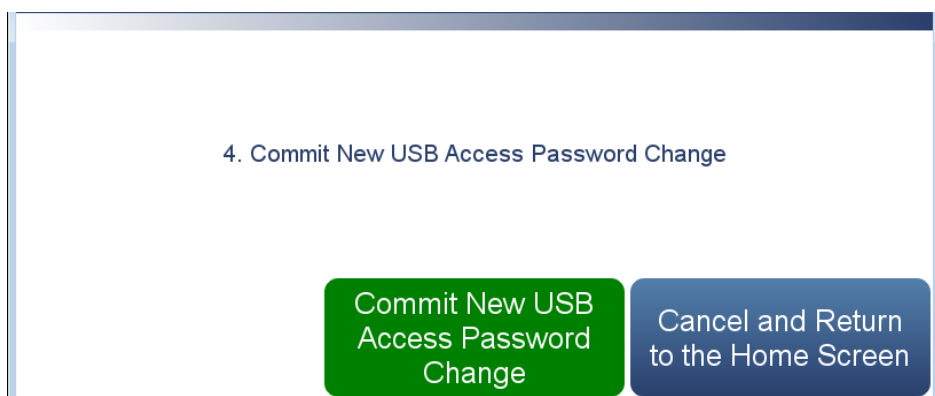 4. Commit New USB Access Password Change
Commit New USB
Access Password
Change
Cancel and Return
to the Home Screen